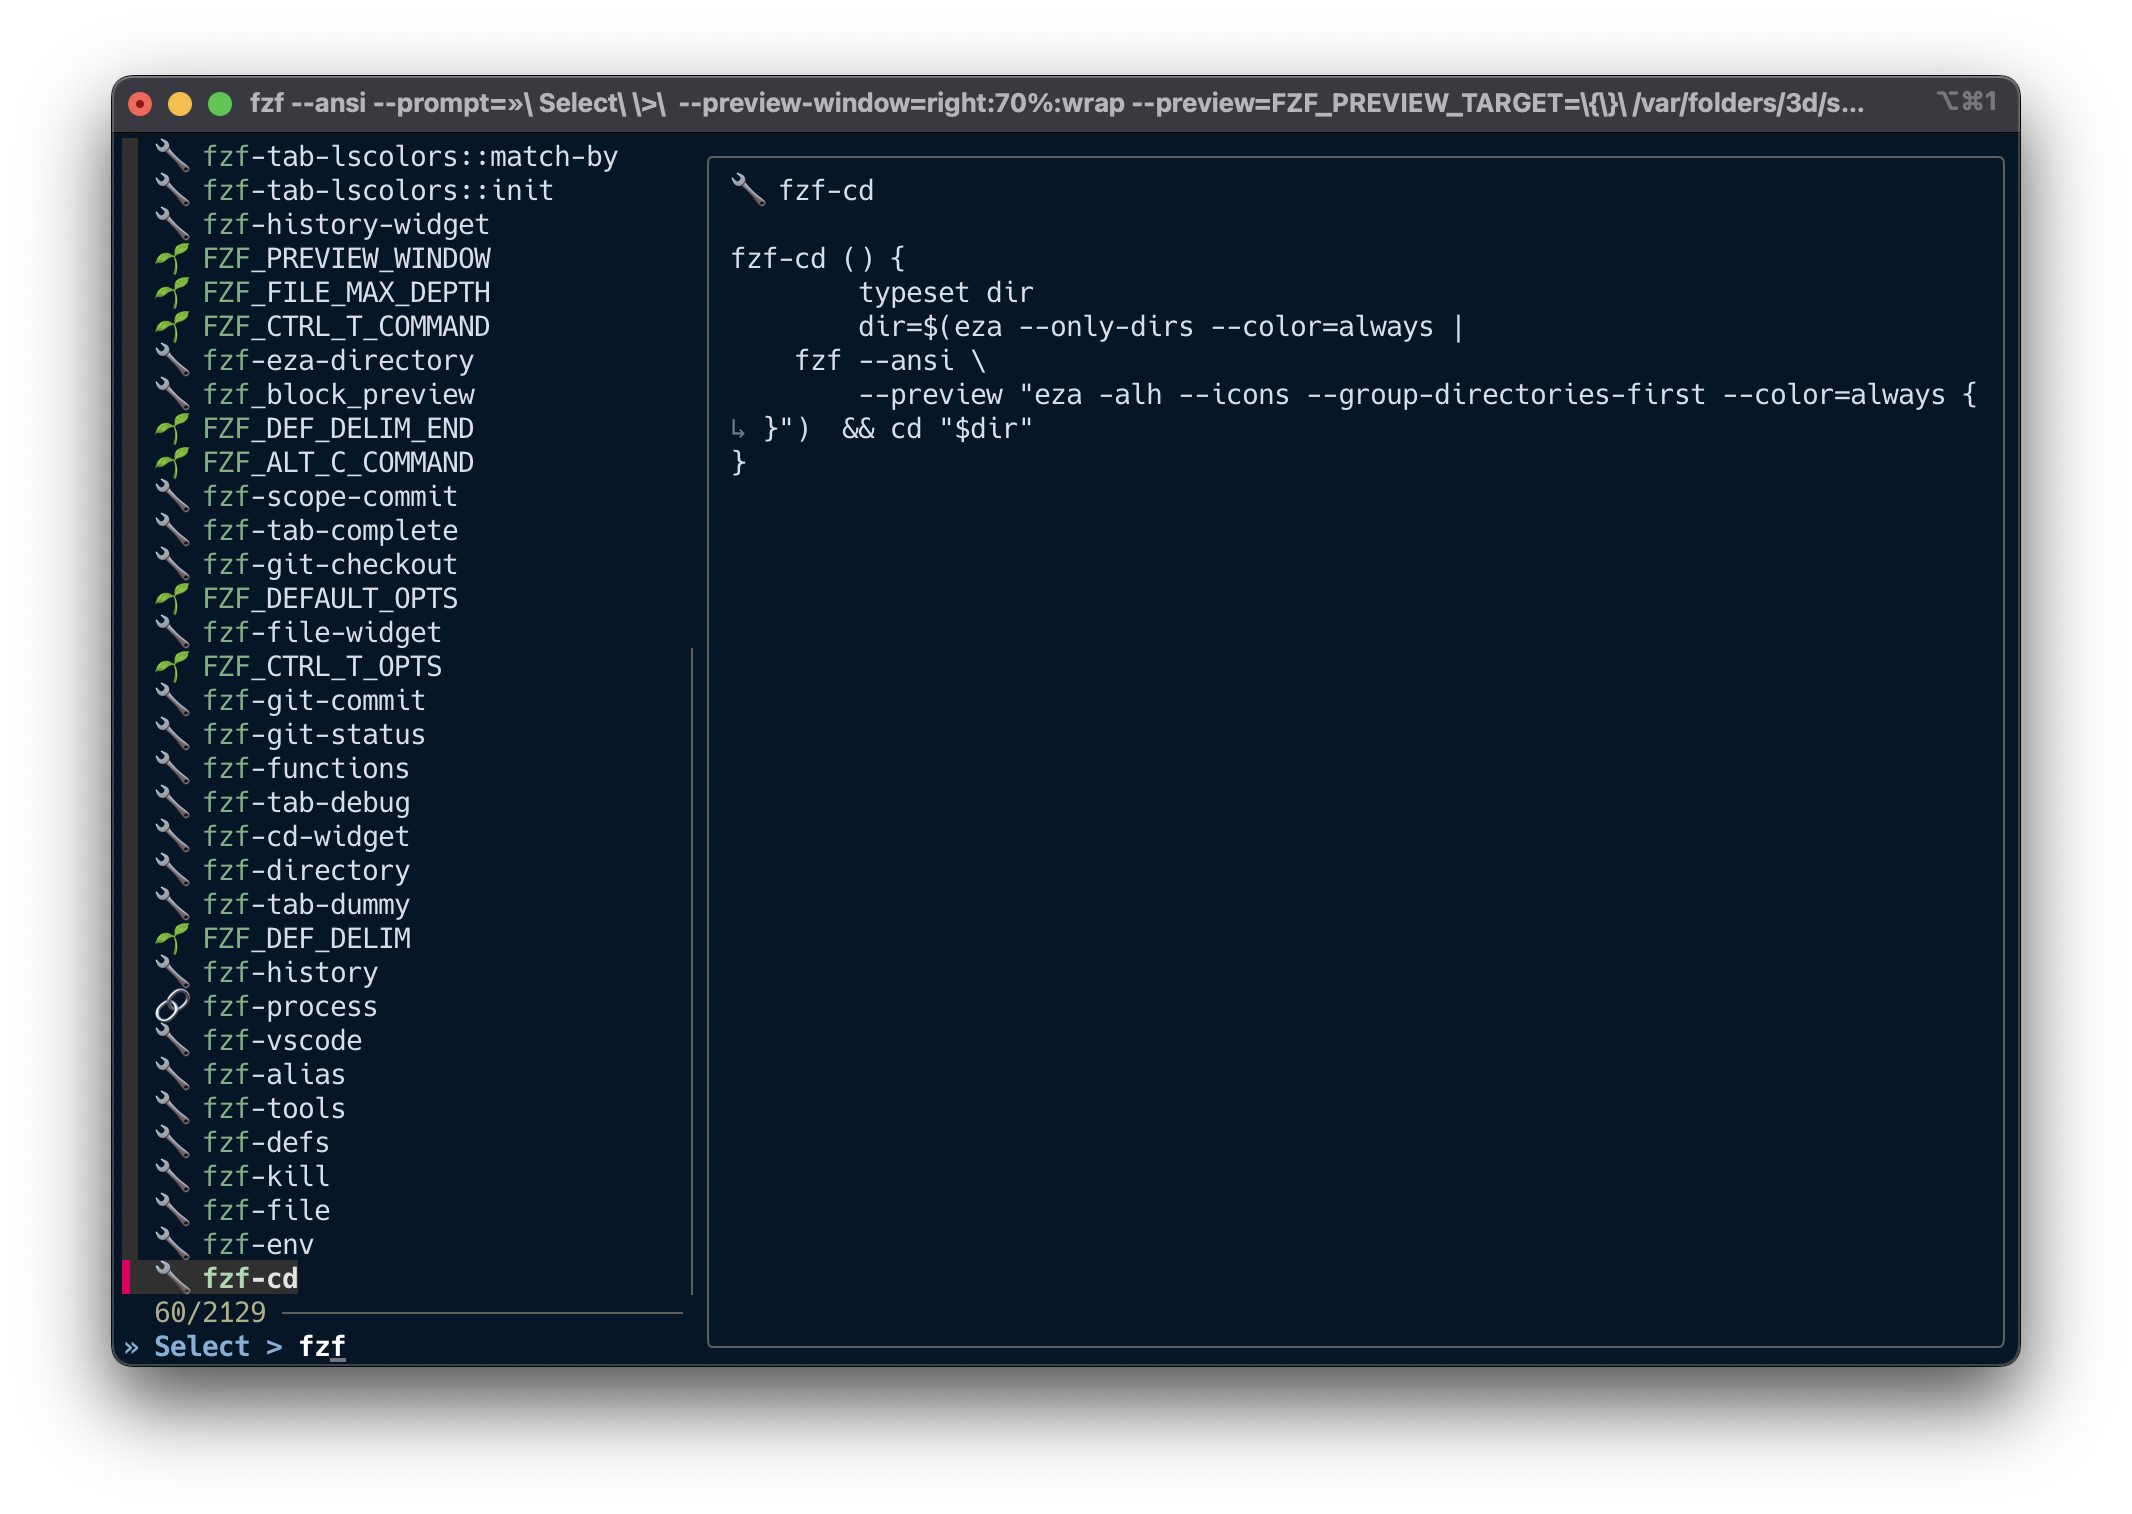 fzf --ansi --prompt=»\ Select\ \>\  --preview-window=right:70%:wrap --preview=FZF_PREVIEW_TARGET=\{\}\ /var/folders/3d/s... ⌥⌘1
fzf-tab-lscolors::match-by
fzf-tab-lscolors::init
fzf-history-widget
FZF_PREVIEW_WINDOW
FZF_FILE_MAX_DEPTH
FZF_CTRL_T_COMMAND
fzf-eza-directory
fzf_block_preview
FZF_DEF_DELIM_END
FZF_ALT_C_COMMAND
fzf-scope-commit
fzf-tab-complete
fzf-git-checkout
FZF_DEFAULT_OPTS
fzf-file-widget
FZF_CTRL_T_OPTS
fzf-git-commit
fzf-git-status
fzf-functions
fzf-tab-debug
fzf-cd-widget
fzf-directory
fzf-tab-dummy
FZF_DEF_DELIM
fzf-history
fzf-process
fzf-vscode
fzf-alias
fzf-tools
fzf-defs
fzf-kill
fzf-file
fzf-env
fzf-cd
60/2129
» Select > fzf
fzf-cd
fzf-cd () {
        typeset dir
        dir=$(eza --only-dirs --color=always |
    fzf --ansi \
        --preview "eza -alh --icons --group-directories-first --color=always {
↳ }")  && cd "$dir"
}